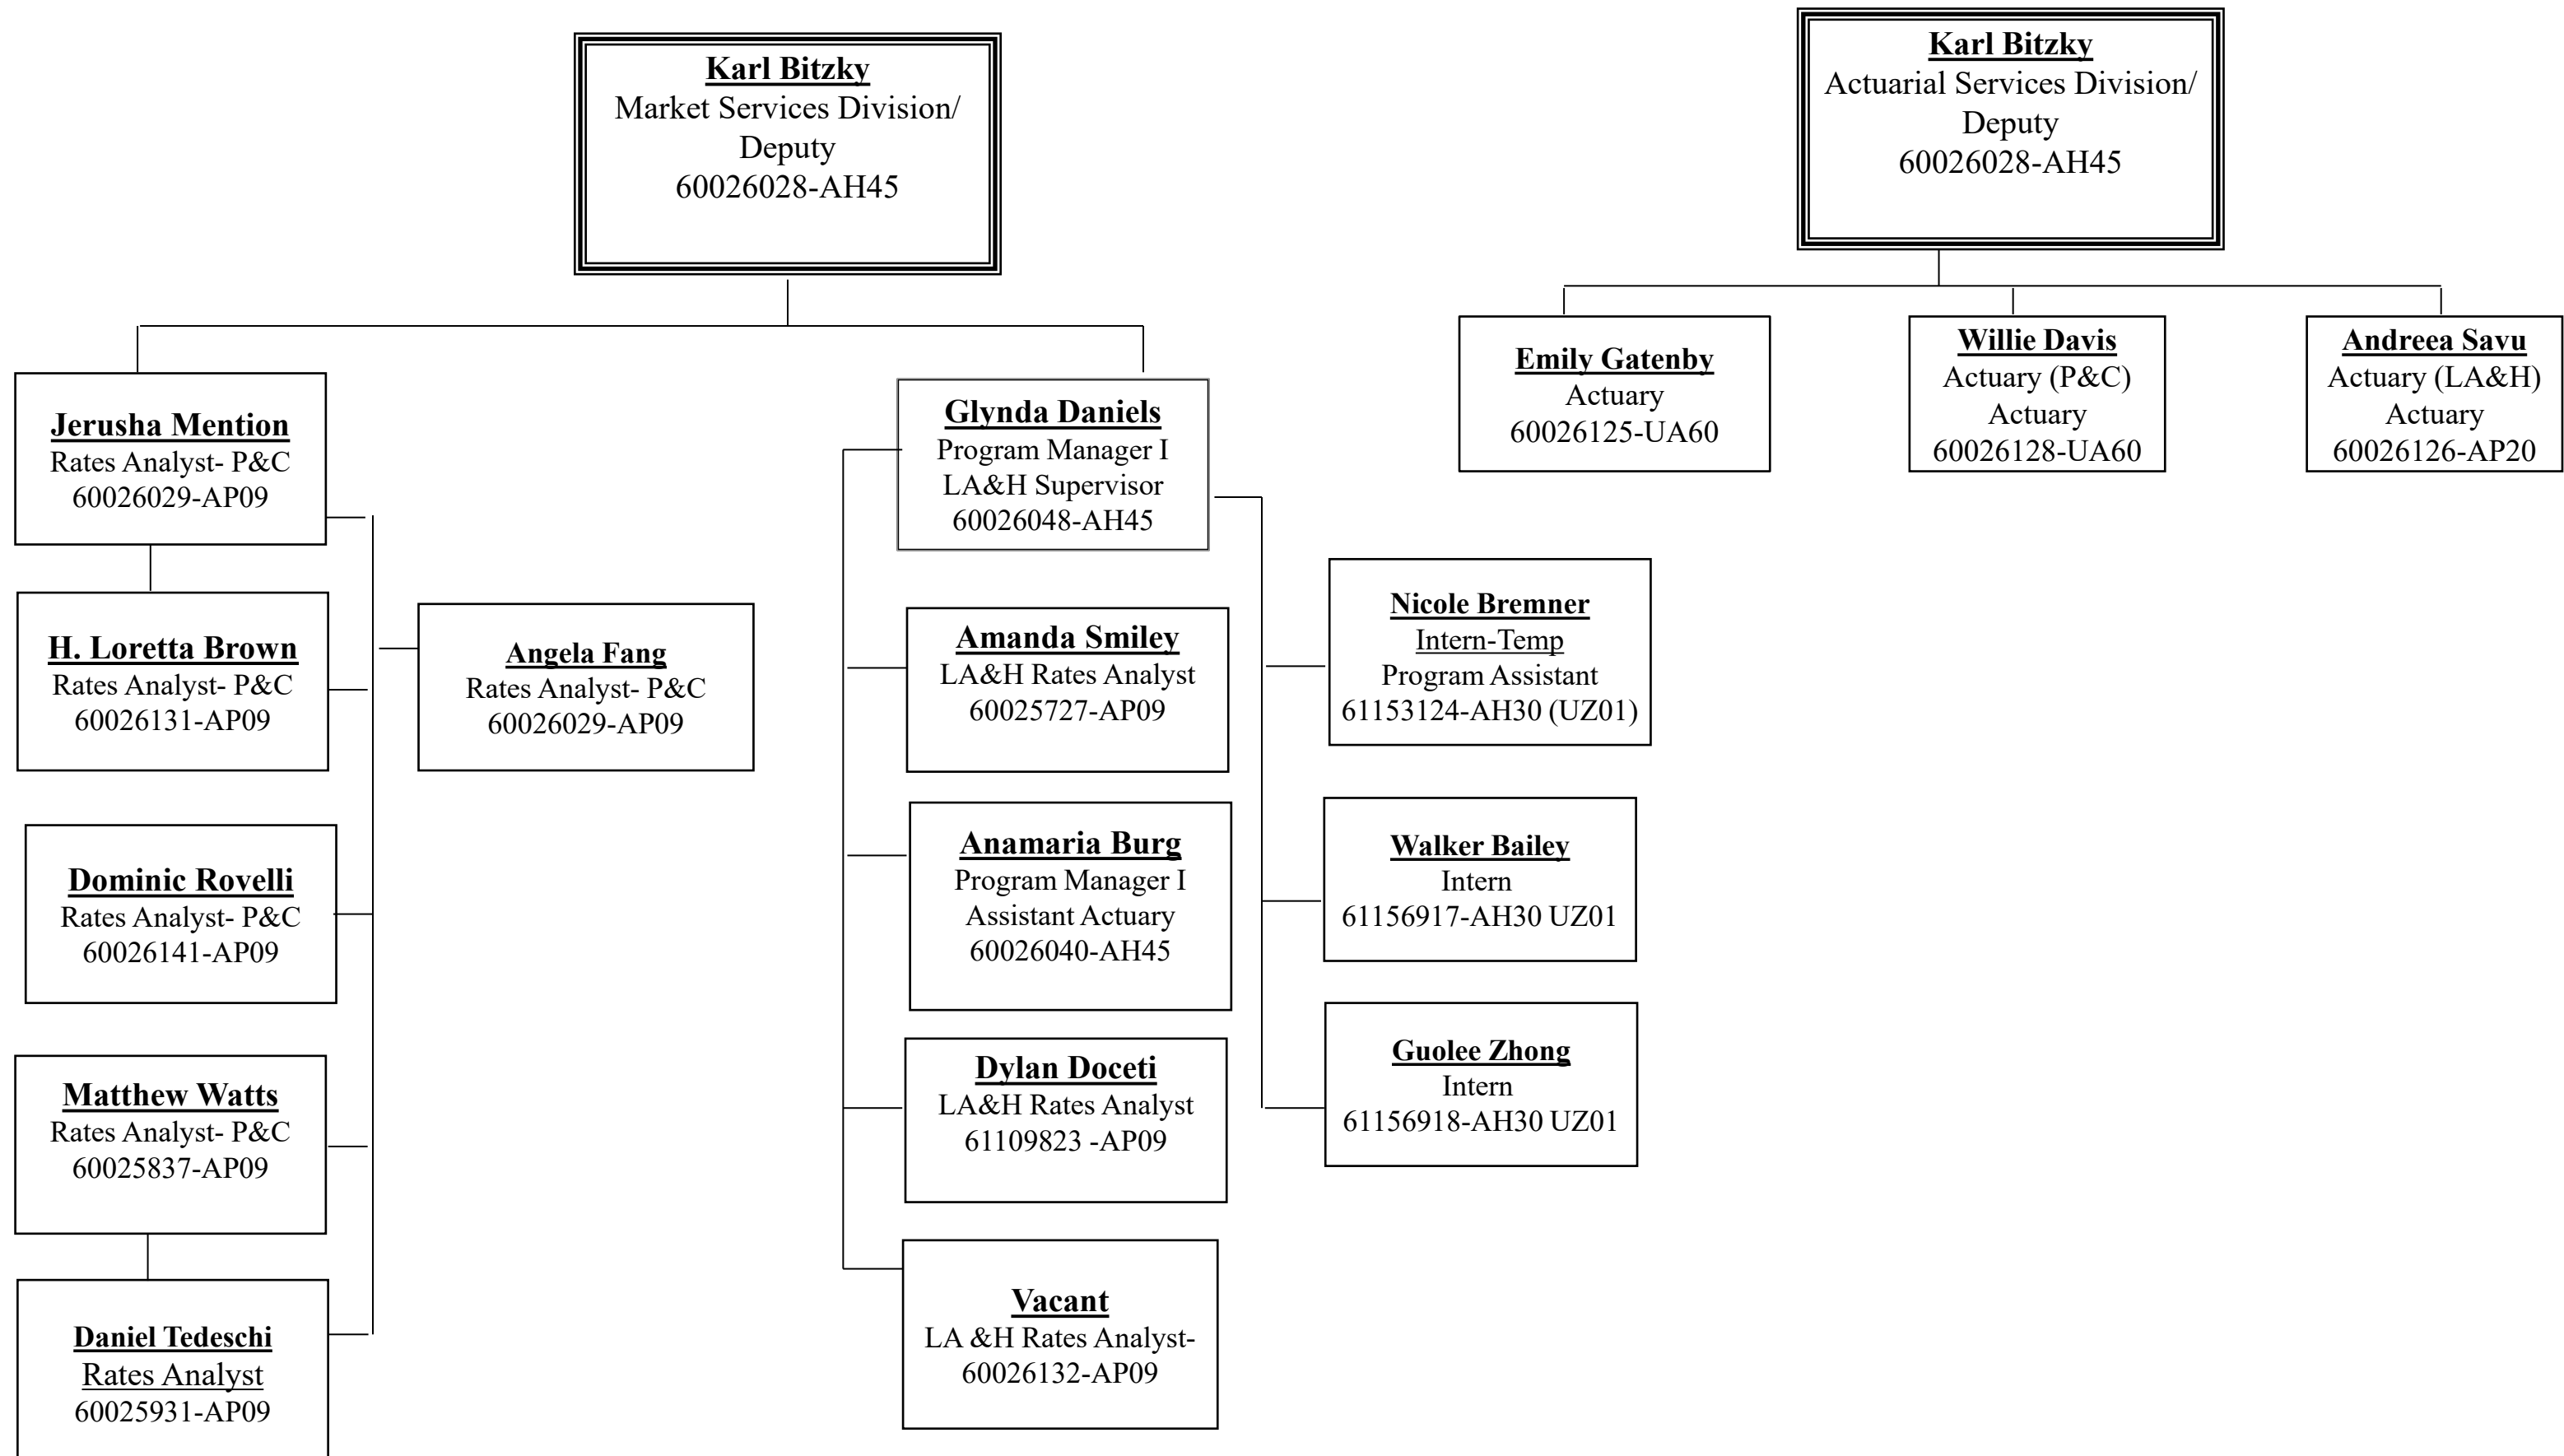 Karl Bitzky
Market Services Division/
Deputy
60026028-AH45
Karl Bitzky
Actuarial Services Division/
Deputy
60026028-AH45
Jerusha Mention
Rates Analyst- P&C
60026029-AP09
H. Loretta Brown
Rates Analyst- P&C
60026131-AP09
Dominic Rovelli
Rates Analyst- P&C
60026141-AP09
Matthew Watts
Rates Analyst- P&C
60025837-AP09
Daniel Tedeschi
Rates Analyst
60025931-AP09
Angela Fang
Rates Analyst- P&C
60026029-AP09
Glynda Daniels
Program Manager I
LA&H Supervisor
60026048-AH45
Amanda Smiley
LA&H Rates Analyst
60025727-AP09
Anamaria Burg
Program Manager I
Assistant Actuary
60026040-AH45
Dylan Doceti
LA&H Rates Analyst
61109823 -AP09
Vacant
LA &H Rates Analyst-
60026132-AP09
Nicole Bremner
Intern-Temp
Program Assistant
61153124-AH30 (UZ01)
Walker Bailey
Intern
61156917-AH30 UZ01
Guolee Zhong
Intern
61156918-AH30 UZ01
Emily Gatenby
Actuary
60026125-UA60
Willie Davis
Actuary (P&C)
Actuary
60026128-UA60
Andreea Savu
Actuary (LA&H)
Actuary
60026126-AP20